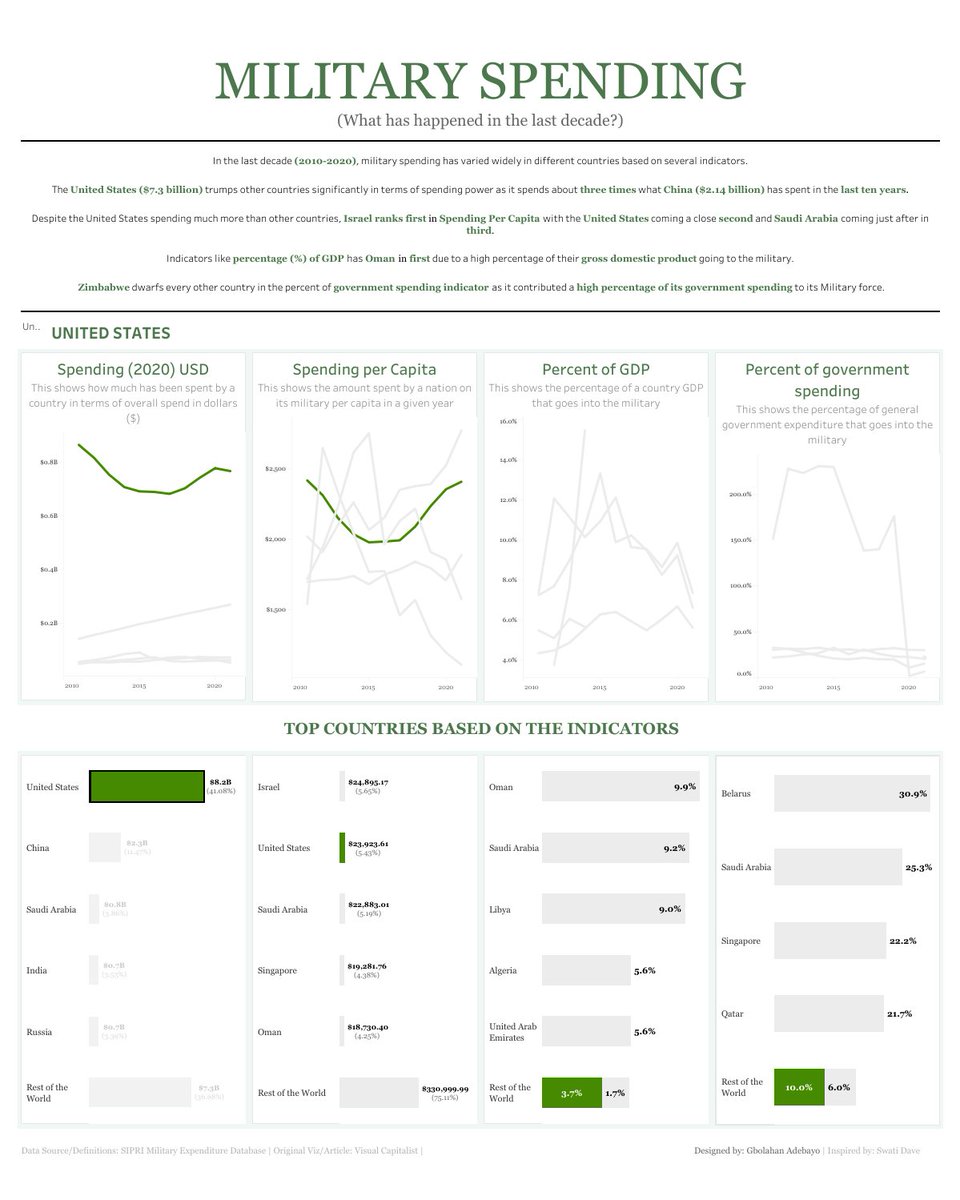 MILITARY SPENDING
(What has happened in the last decade?)
In the last decade (2010-2020), military spending has varied widely in different countries based on several indicators.
The United States ($7.3 billion) trumps other countries significantly in terms of spending power as it spends about three times what China ($2.14 billion) has spent in the last ten years.
Despite the United States spending much more than other countries, Israel ranks first in Spending Per Capita with the United States coming a close second and Saudi Arabia coming just after in
third.
Indicators like percentage (%) of GDP has Oman in first due to a high percentage of their gross domestic product going to the military.
Zimbabwe dwarfs every other country in the percent of government spending indicator as it contributed a high percentage of its government spending to its Military force.
Un..
UNITED STATES
Spending (2020) USD
This shows how much has been spent by a
country in terms of overall spend in dollars
($)
$0.8B
$0.6B
$0.4B
$0.2B
2010 2015 2020
Spending per Capita
This shows the amount spent by a nation on
its military per capita in a given year
$2,500
$2,000
$1,500
2010 2015 2020
Percent of GDP
This shows the percentage of a country GDP
that goes into the military
16.0%
14.0%
12.0%
10.0%
8.0%
6.0%
4.0%
2010 2015 2020
Percent of government
spending
This shows the percentage of general
government expenditure that goes into the
military
200.0%
150.0%
100.0%
50.0%
0.0%
2010 2015 2020
TOP COUNTRIES BASED ON THE INDICATORS
United States
$8.2B
(41.08%)
China
$2.3B
Saudi Arabia
$0.8B
India
$0.7B
Russia
$0.7B
Rest of the
World
$7.3B
Israel
$24,895.17
(5.65%)
United States
$23,923.61
(5.43%)
Saudi Arabia
$22,883.01
(5.19%)
Singapore
$19,281.76
(4.38%)
Oman
$18,730.40
(4.25%)
Rest of the World
$330,999.99
(75.11%)
Oman
9.9%
Saudi Arabia
9.2%
Libya
9.0%
Algeria
5.6%
United Arab
Emirates
5.6%
Rest of the
World
3.7% 1.7%
Belarus
30.9%
Saudi Arabia
25.3%
Singapore
22.2%
Qatar
21.7%
Rest of the
World
10.0% 6.0%
Data Source/Definitions: SIPRI Military Expenditure Database | Original Viz/Article: Visual Capitalist |
Designed by: Gbolahan Adebayo | Inspired by: Swati Dave